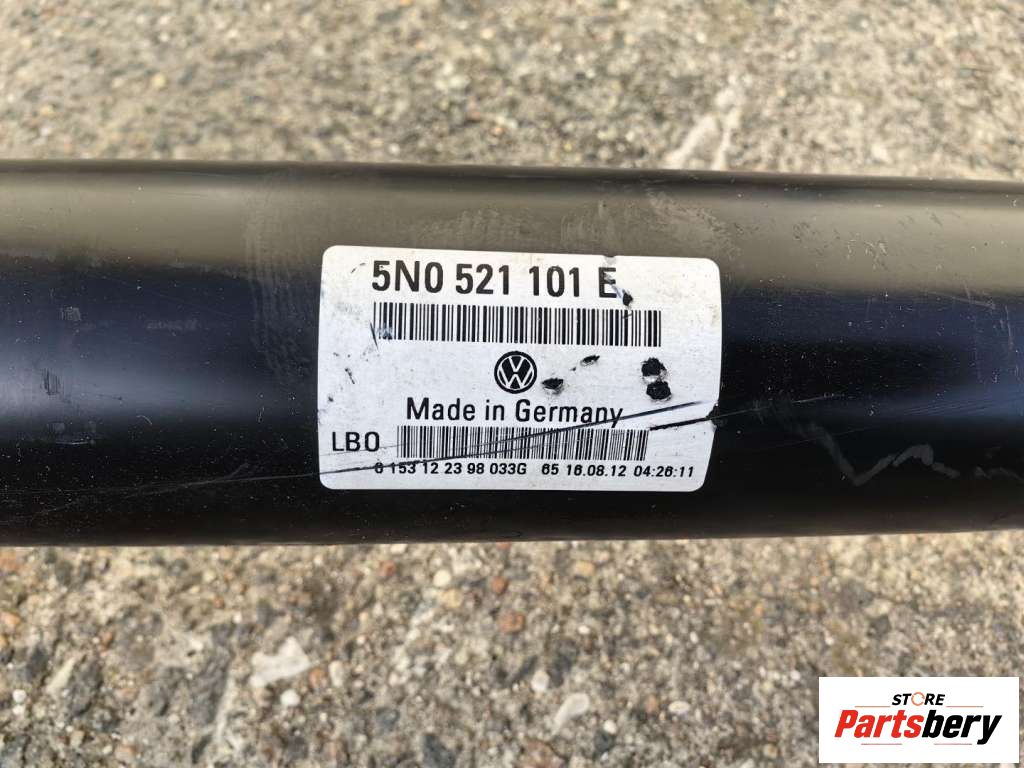 5N0 521 101 E
Made in Germany
LB0
6 153 12 23 98 033G 65 16.08.12 04:26:11
STORE
Partsbery